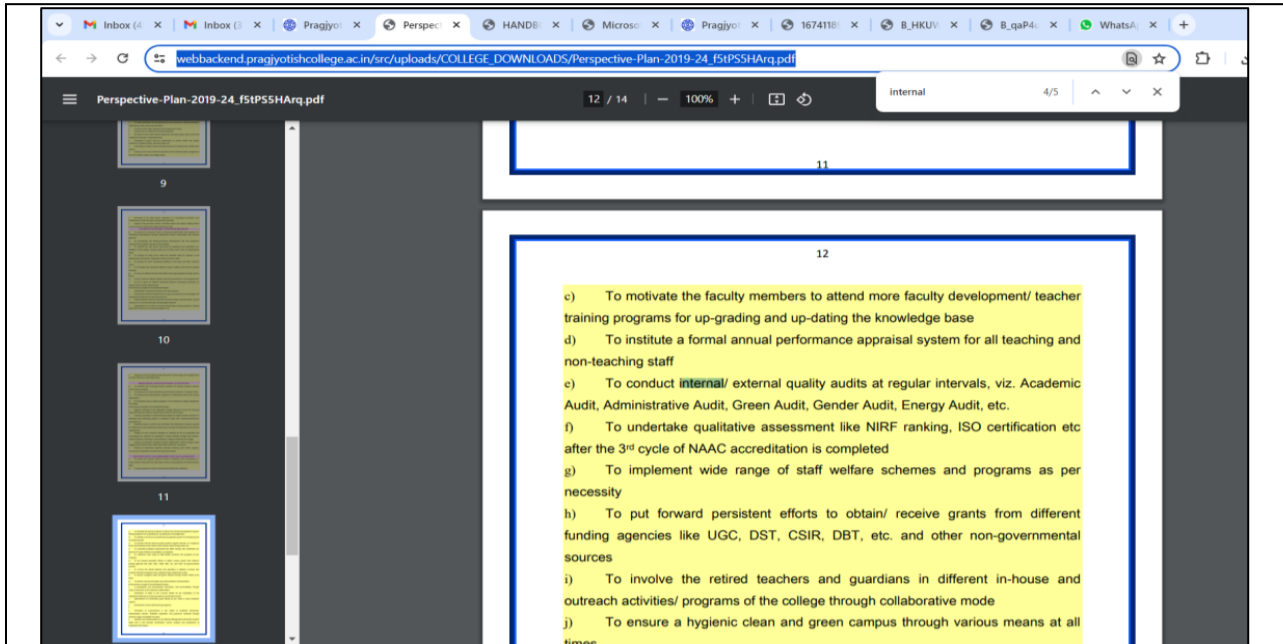 Inbox (4
Inbox (3
Pragjyot
Perspect
HANDB
Microso
Pragjyot
1674118
B_HKUV
B_qaP4u
WhatsA
webbackend.pragjyotishcollege.ac.in/src/uploads/COLLEGE_DOWNLOADS/Perspective-Plan-2019-24_f5tPS5HArq.pdf
internal 4/5
Perspective-Plan-2019-24_f5tPS5HArq.pdf
12 / 14 | — 100% +
9
10
11
11
12
c) To motivate the faculty members to attend more faculty development/ teacher
training programs for up-grading and up-dating the knowledge base
d) To institute a formal annual performance appraisal system for all teaching and
non-teaching staff
e) To conduct internal/ external quality audits at regular intervals, viz. Academic
Audit, Administrative Audit, Green Audit, Gender Audit, Energy Audit, etc.
f) To undertake qualitative assessment like NIRF ranking, ISO certification etc
after the 3rd cycle of NAAC accreditation is completed
g) To implement wide range of staff welfare schemes and programs as per
necessity
h) To put forward persistent efforts to obtain/ receive grants from different
funding agencies like UGC, DST, CSIR, DBT, etc. and other non-governmental
sources
i) To involve the retired teachers and guardians in different in-house and
outreach activities/ programs of the college through collaborative mode
j) To ensure a hygienic clean and green campus through various means at all
times